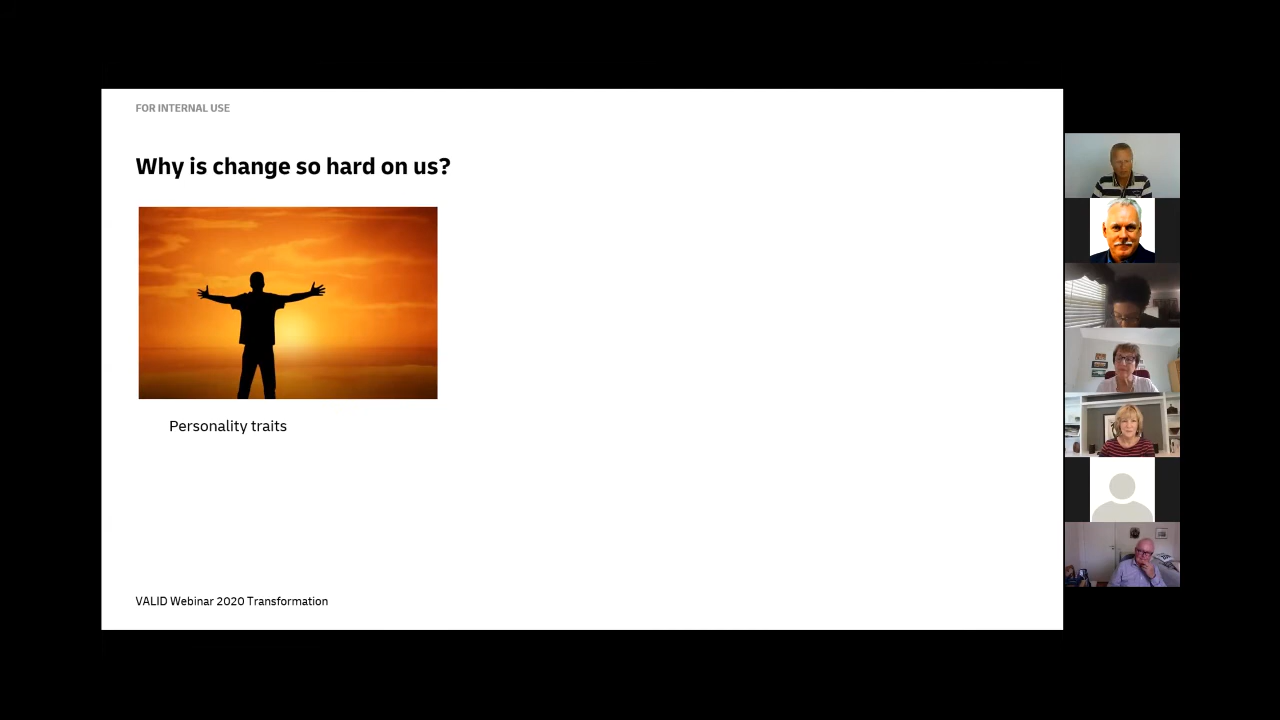 FOR INTERNAL USE
Why is change so hard on us?
Personality traits
VALID Webinar 2020 Transformation